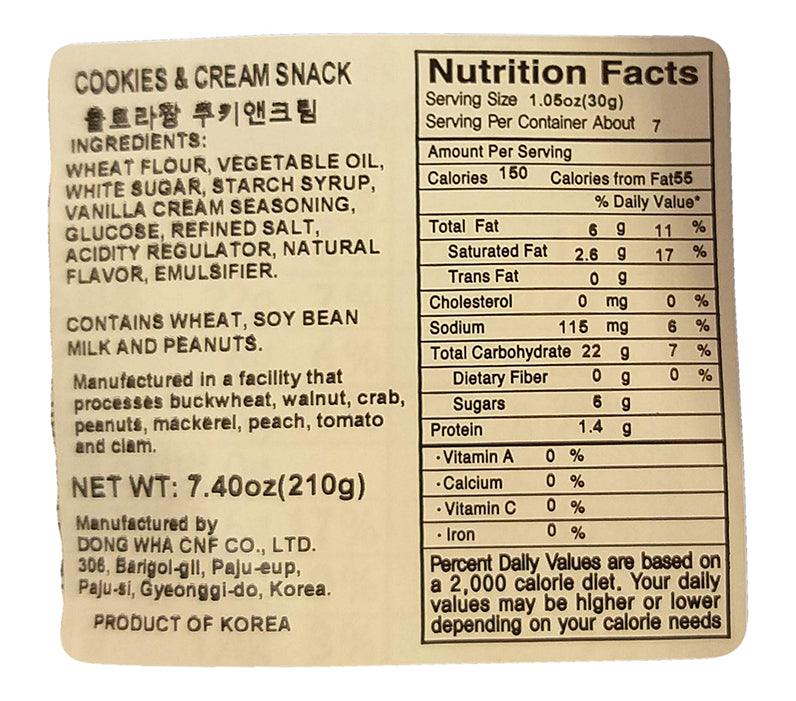 COOKIES & CREAM SNACK
울트라짱 쿠키앤크림
INGREDIENTS:
WHEAT FLOUR, VEGETABLE OIL,
WHITE SUGAR, STARCH SYRUP,
VANILLA CREAM SEASONING,
GLUCOSE, REFINED SALT,
ACIDITY REGULATOR, NATURAL
FLAVOR, EMULSIFIER.
CONTAINS WHEAT, SOY BEAN
MILK AND PEANUTS.
Manufactured in a facility that
processes buckwheat, walnut, crab,
peanuts, mackerel, peach, tomato
and clam.
NET WT: 7.40oz(210g)
Manufactured by
DONG WHA CNF CO., LTD.
306, Barigol-gil, Paju-eup,
Paju-si, Gyeonggi-do, Korea.
PRODUCT OF KOREA
Nutrition Facts
Serving Size 1.05oz(30g)
Serving Per Container About 7
Amount Per Serving
Calories 150 Calories from Fat55
% Daily Value*
Total Fat 6 g 11 %
Saturated Fat 2.6 g 17 %
Trans Fat 0 g
Cholesterol 0 mg 0 %
Sodium 115 mg 6 %
Total Carbohydrate 22 g 7 %
Dietary Fiber 0 g 0 %
Sugars 6 g
Protein 1.4 g
·Vitamin A 0 %
·Calcium 0 %
·Vitamin C 0 %
·Iron 0 %
Percent Daily Values are based on
a 2,000 calorie diet. Your daily
values may be higher or lower
depending on your calorie needs